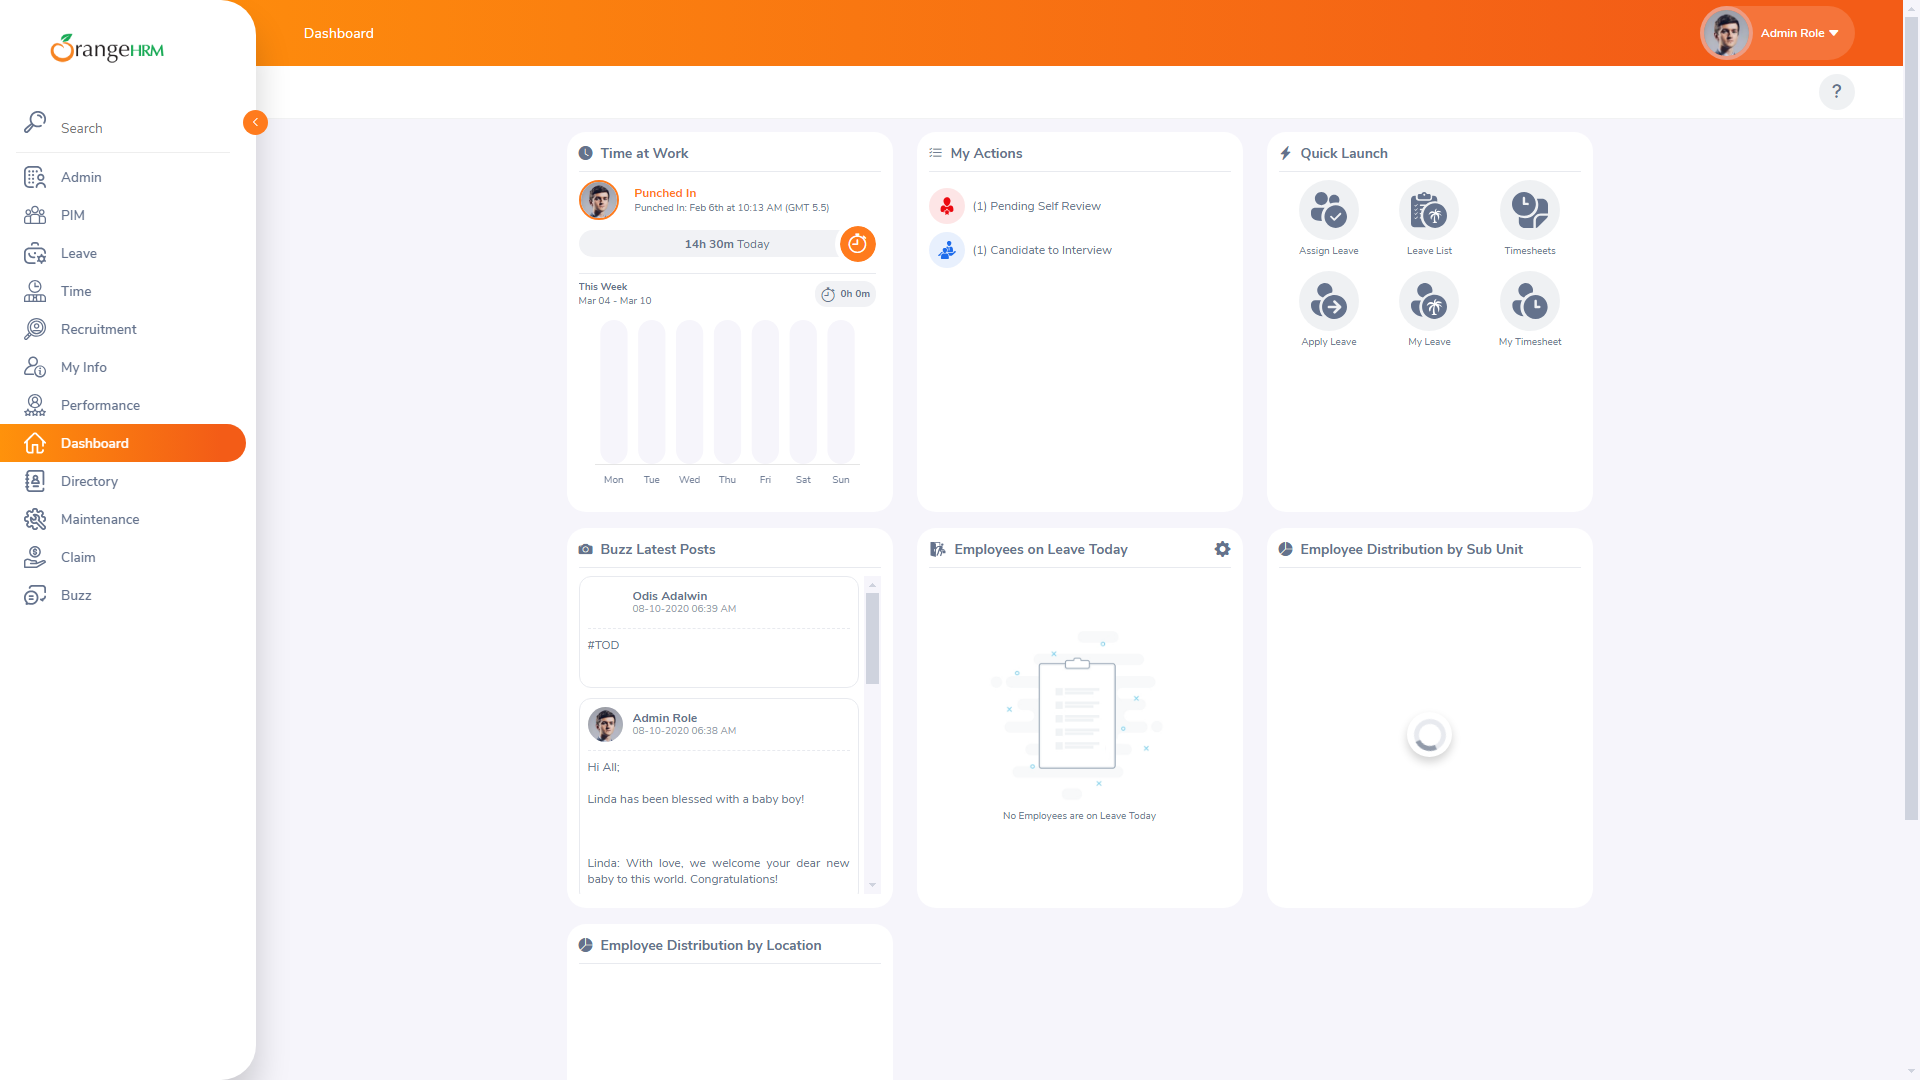 OrangeHRM
Search
Admin
PIM
Leave
Time
Recruitment
My Info
Performance
Dashboard
Directory
Maintenance
Claim
Buzz
Dashboard
Admin Role
?
Time at Work
Punched In
Punched In: Feb 6th at 10:13 AM (GMT 5.5)
14h 30m Today
This Week
Mar 04 - Mar 10
0h 0m
Mon Tue Wed Thu Fri Sat Sun
My Actions
(1) Pending Self Review
(1) Candidate to Interview
Quick Launch
Assign Leave
Leave List
Timesheets
Apply Leave
My Leave
My Timesheet
Buzz Latest Posts
Odis Adalwin
08-10-2020 06:39 AM
#TOD
Admin Role
08-10-2020 06:38 AM
Hi All;
Linda has been blessed with a baby boy!
Linda: With love, we welcome your dear new
baby to this world. Congratulations!
Employees on Leave Today
No Employees are on Leave Today
Employee Distribution by Sub Unit
Employee Distribution by Location